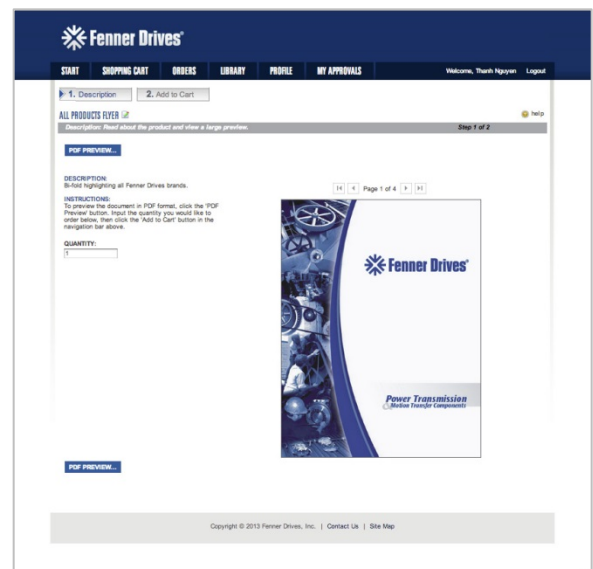 Fenner Drives®
START SHOPPING CART ORDERS LIBRARY PROFILE MY APPROVALS Welcome, Thanh Nguyen Logout
1. Description 2. Add to Cart
ALL PRODUCTS FLYER help
Description: Read about the product and view a large preview. Step 1 of 2
PDF PREVIEW...
DESCRIPTION:
Bi-fold highlighting all Fenner Drives brands.
INSTRUCTIONS:
To preview the document in PDF format, click the 'PDF
Preview' button. Input the quantity you would like to
order below, then click the 'Add to Cart' button in the
navigation bar above.
QUANTITY:
1
Page 1 of 4
Fenner Drives®
Power Transmission
Motion Transfer Components
PDF PREVIEW...
Copyright © 2013 Fenner Drives, Inc. | Contact Us | Site Map